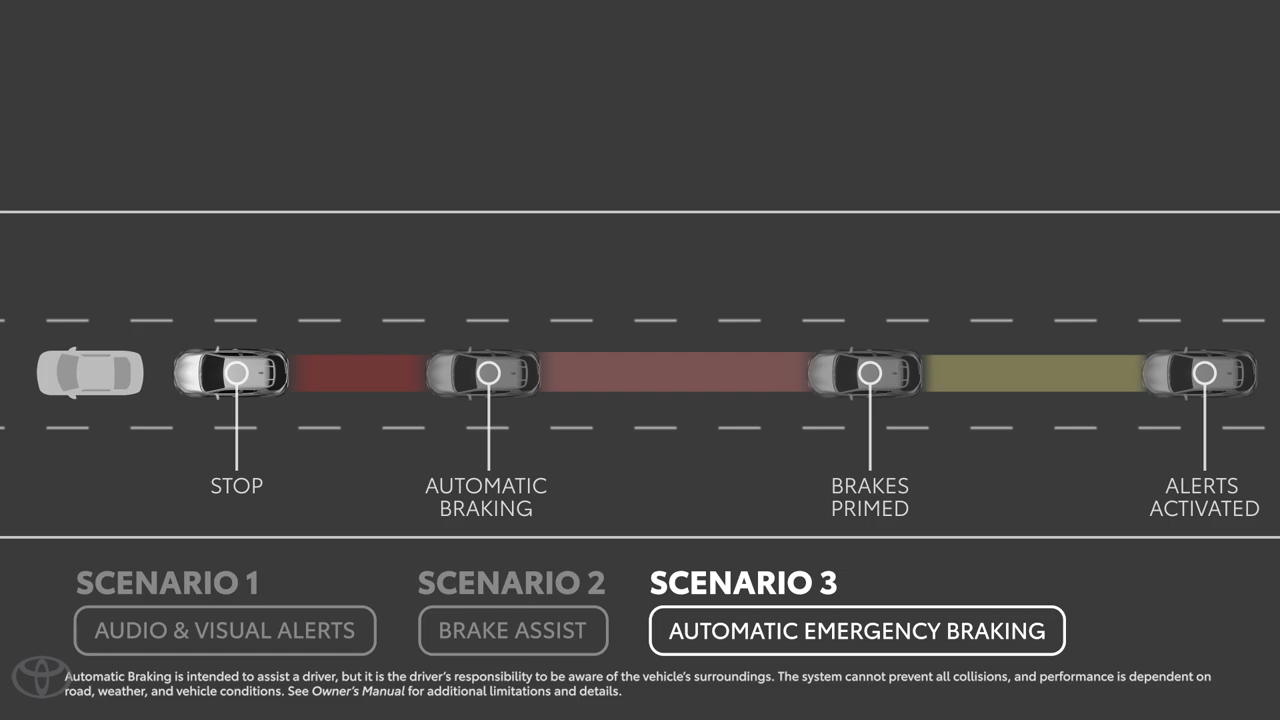 STOP
AUTOMATIC
BRAKING
BRAKES
PRIMED
ALERTS
ACTIVATED
SCENARIO 1
AUDIO & VISUAL ALERTS
SCENARIO 2
BRAKE ASSIST
SCENARIO 3
AUTOMATIC EMERGENCY BRAKING
Automatic Braking is intended to assist a driver, but it is the driver's responsibility to be aware of the vehicle's surroundings. The system cannot prevent all collisions, and performance is dependent on
road, weather, and vehicle conditions. See Owner's Manual for additional limitations and details.